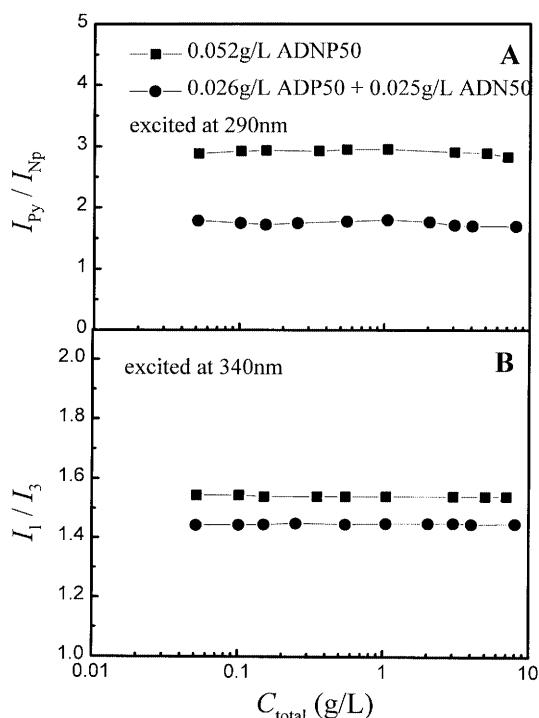 5
A
0.052g/L ADNP50
0.026g/L ADP50 + 0.025g/L ADN50
4
excited at 290nm
3
2
1
0
I_Py / I_Np
B
excited at 340nm
2.0
1.8
1.6
1.4
1.2
1.0
I_1 / I_3
0.01 0.1 1 10
C_total (g/L)